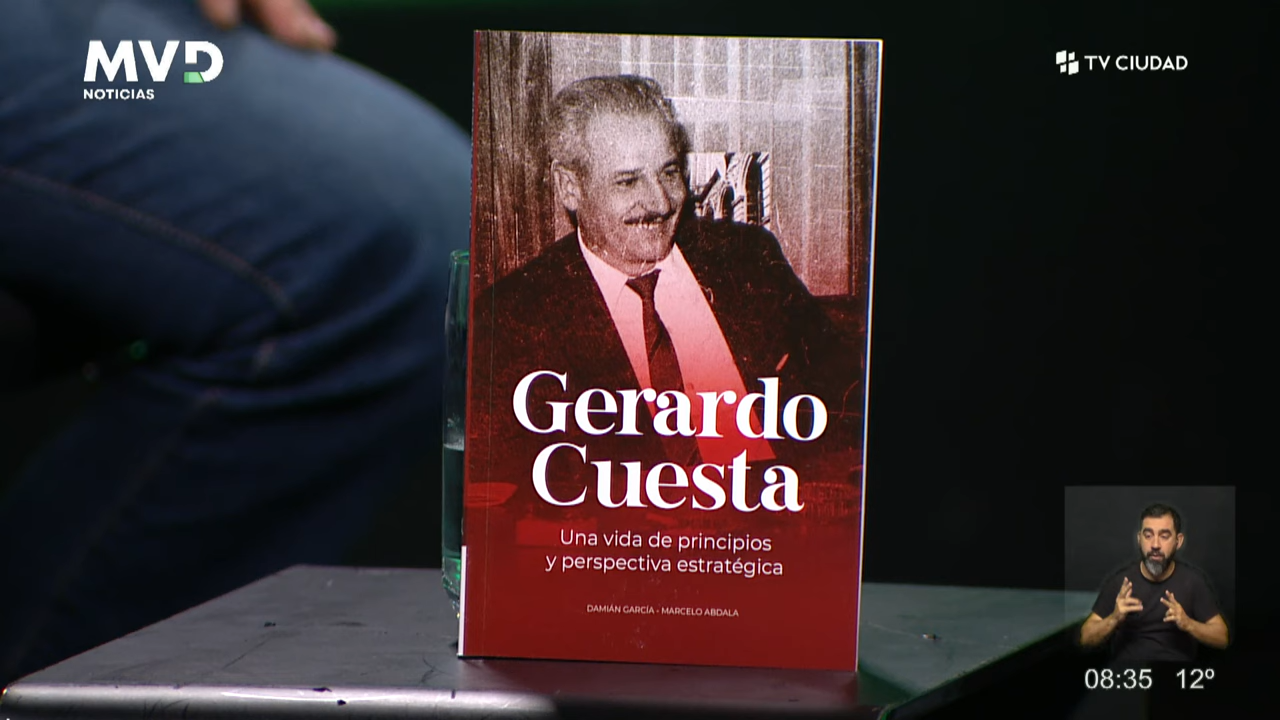 MVD
NOTICIAS
TV CIUDAD
Gerardo
Cuesta
Una vida de principios
y perspectiva estratégica
DAMIÁN GARCÍA - MARCELO ABDALA
08:35 12º